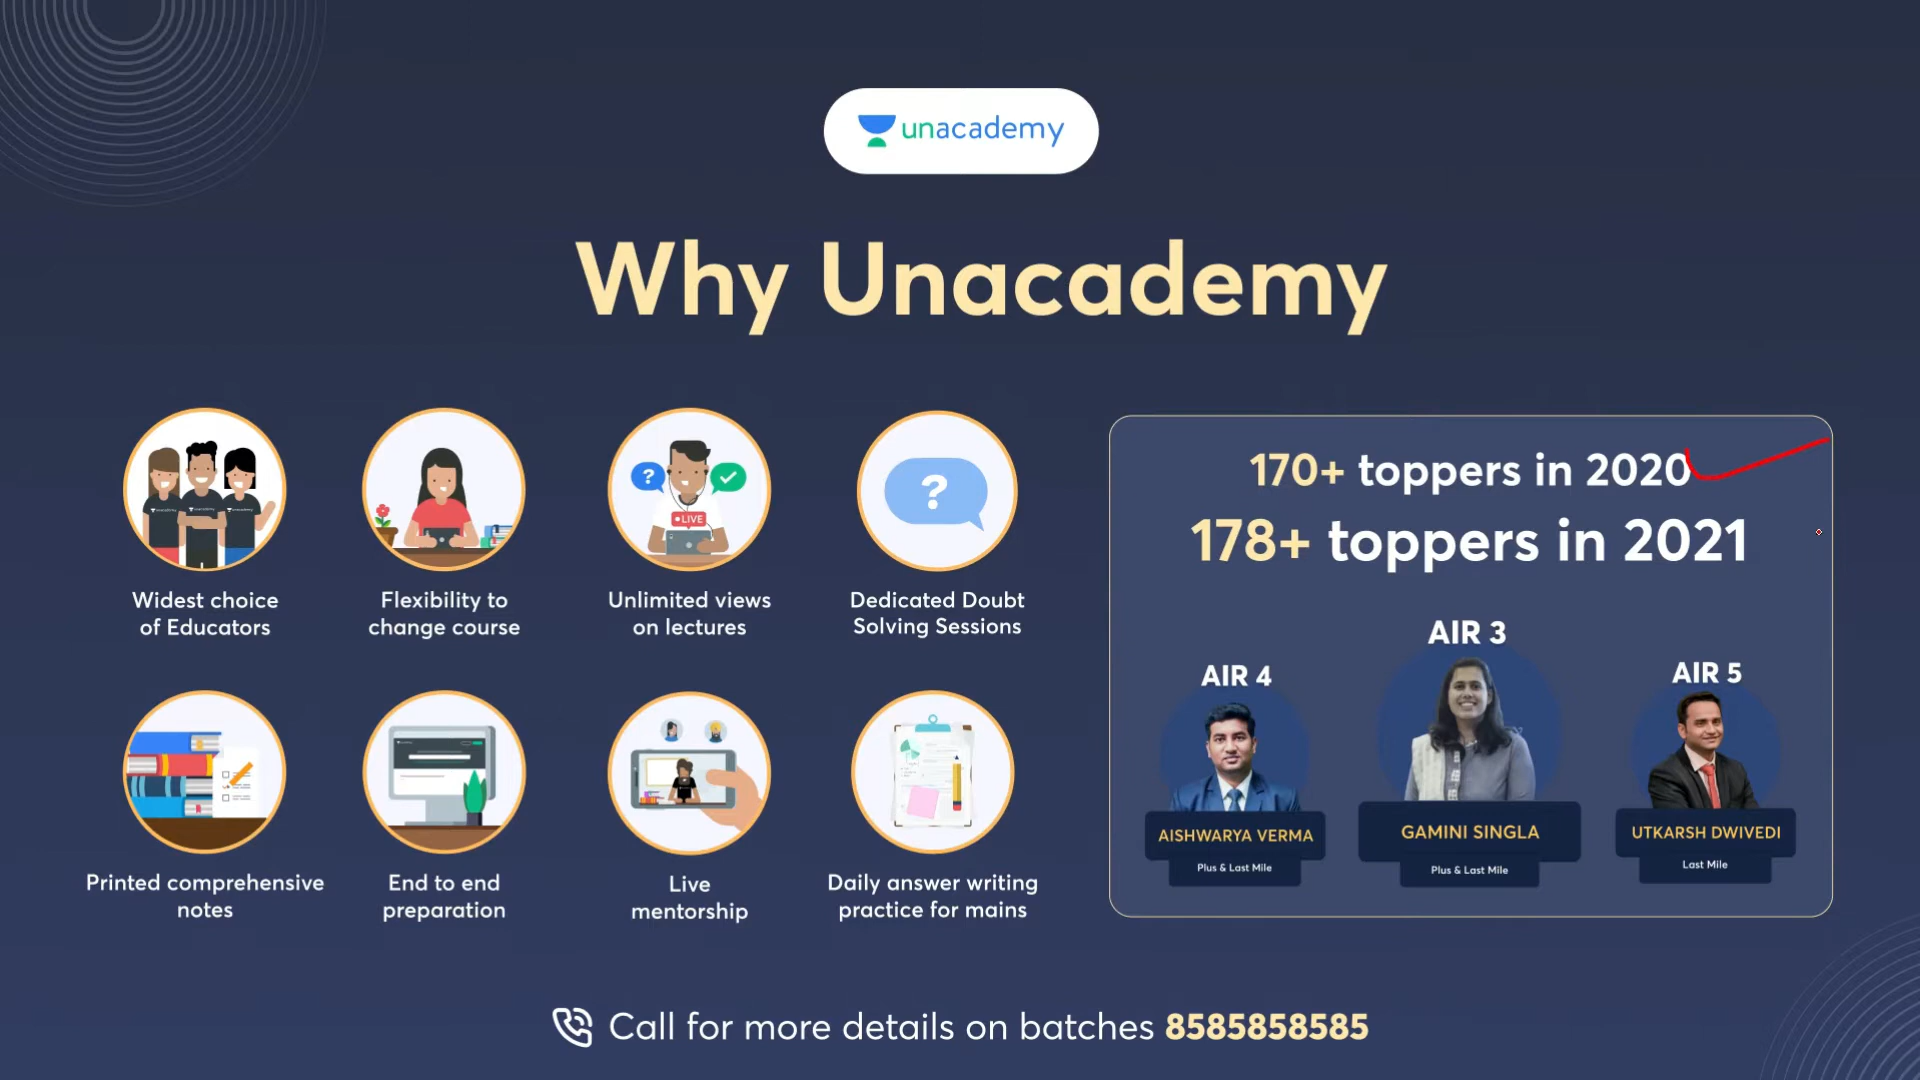 unacademy
Why Unacademy
Widest choice
of Educators
Flexibility to
change course
LIVE
Unlimited views
on lectures
?
Dedicated Doubt
Solving Sessions
Printed comprehensive
notes
End to end
preparation
Live
mentorship
Daily answer writing
practice for mains
170+ toppers in 2020
178+ toppers in 2021
AIR 4
AISHWARYA VERMA
Plus & Last Mile
AIR 3
GAMINI SINGLA
Plus & Last Mile
AIR 5
UTKARSH DWIVEDI
Last Mile
Call for more details on batches 8585858585